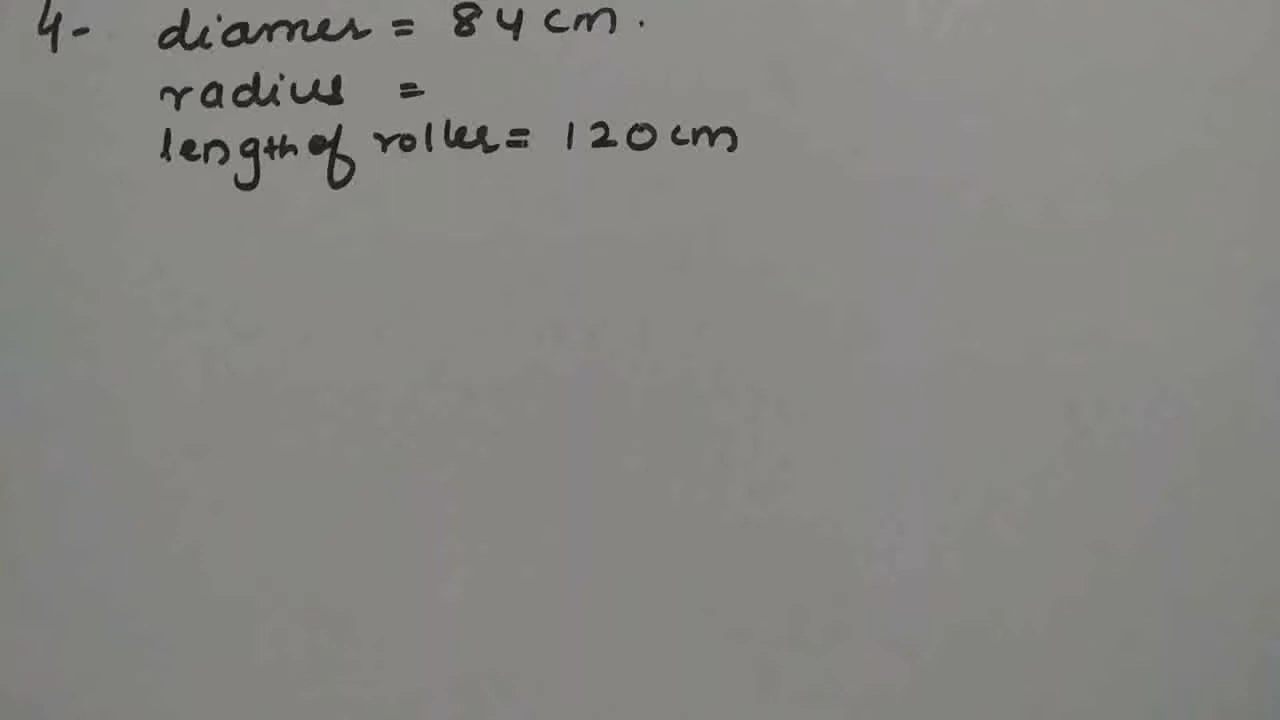 4- diamer = 84 cm.
radius =
length of roller = 120 cm